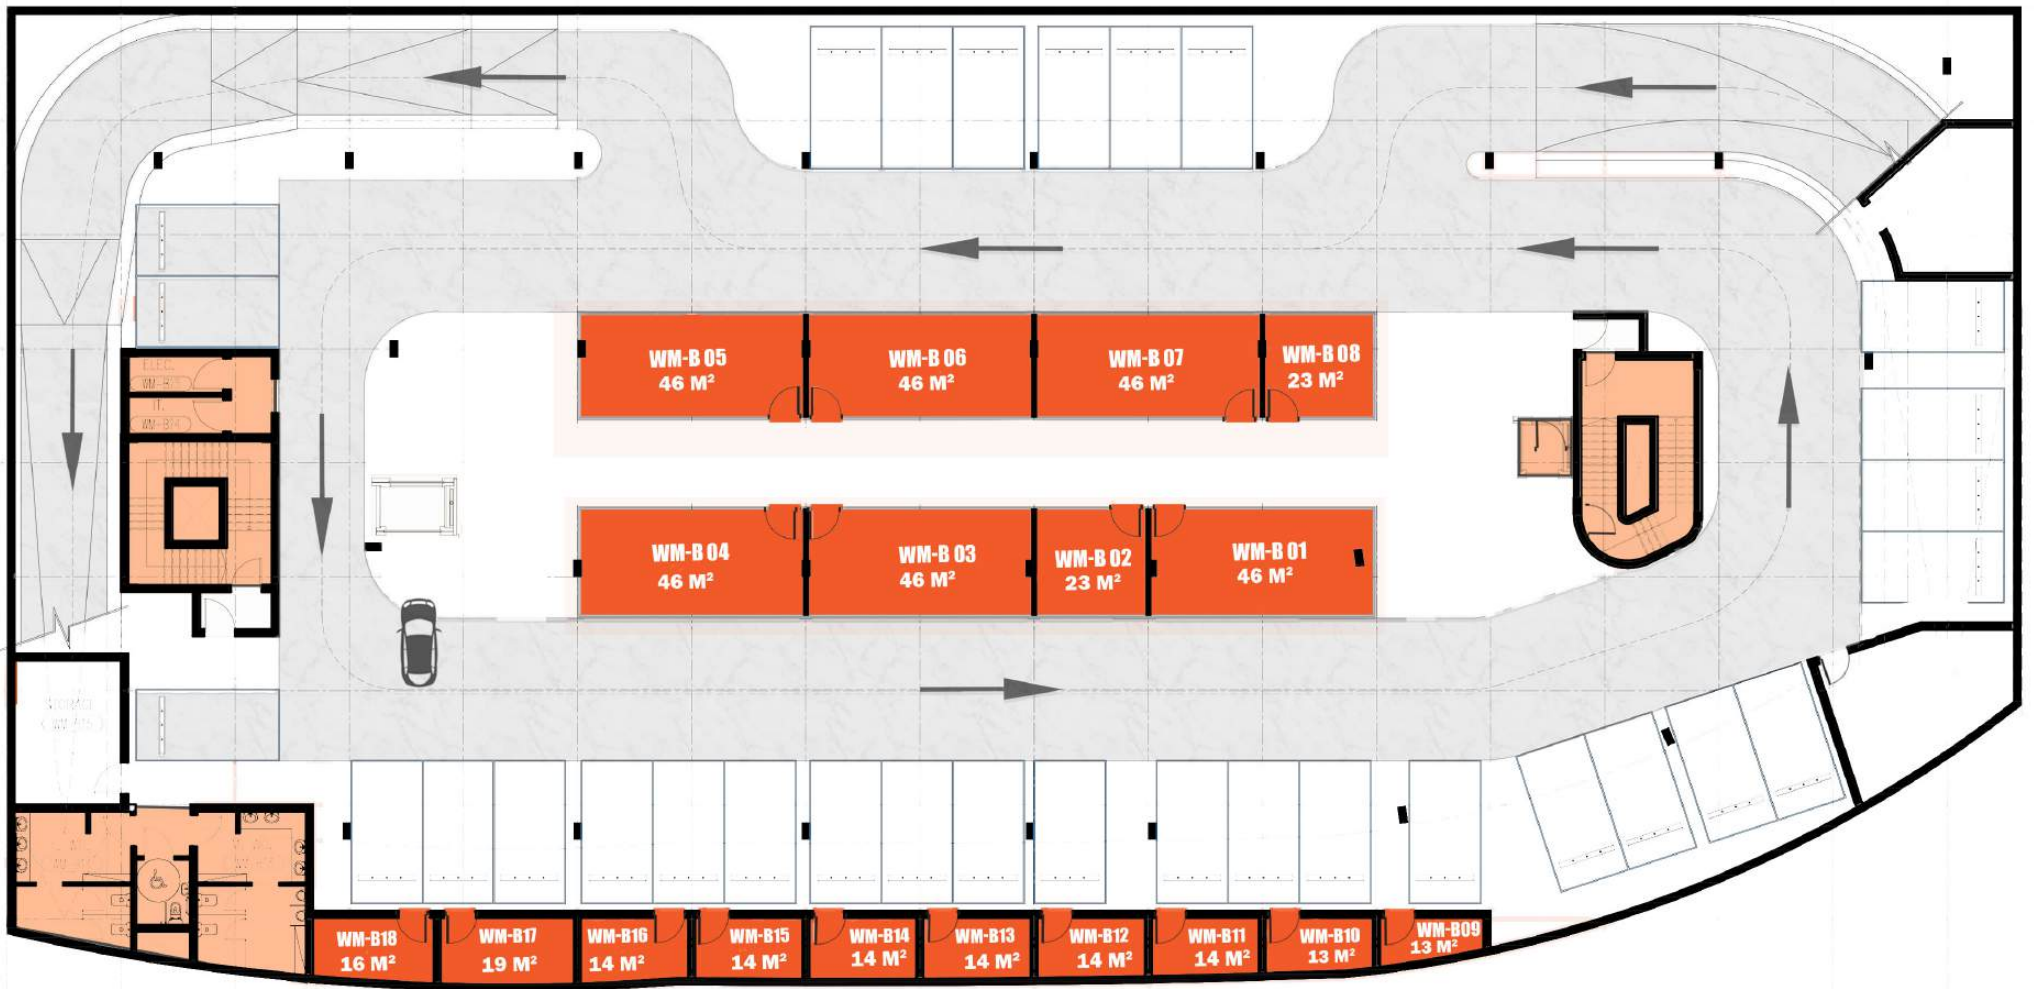 WM-B 05
46 M²
WM-B 06
46 M²
WM-B 07
46 M²
WM-B 08
23 M²
ELEC.
WM-B 04
46 M²
WM-B 03
46 M²
WM-B 02
23 M²
WM-B 01
46 M²
STORAGE
WM-B18
16 M²
WM-B17
19 M²
WM-B16
14 M²
WM-B15
14 M²
WM-B14
14 M²
WM-B13
14 M²
WM-B12
14 M²
WM-B11
14 M²
WM-B10
13 M²
WM-B09
13 M²